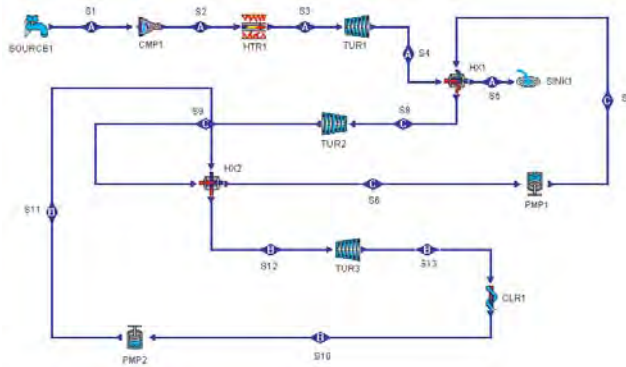 S1
S2
S3
A
A
A
SOURCE1
CMP1
HTR1
TUR1
A
S4
HX1
A
S5
SINK1
C
S
S9
C
S8
C
TUR2
HX2
C
S6
PMP1
S11
B
B
S12
TUR3
B
S13
CLR1
PMP2
B
S10